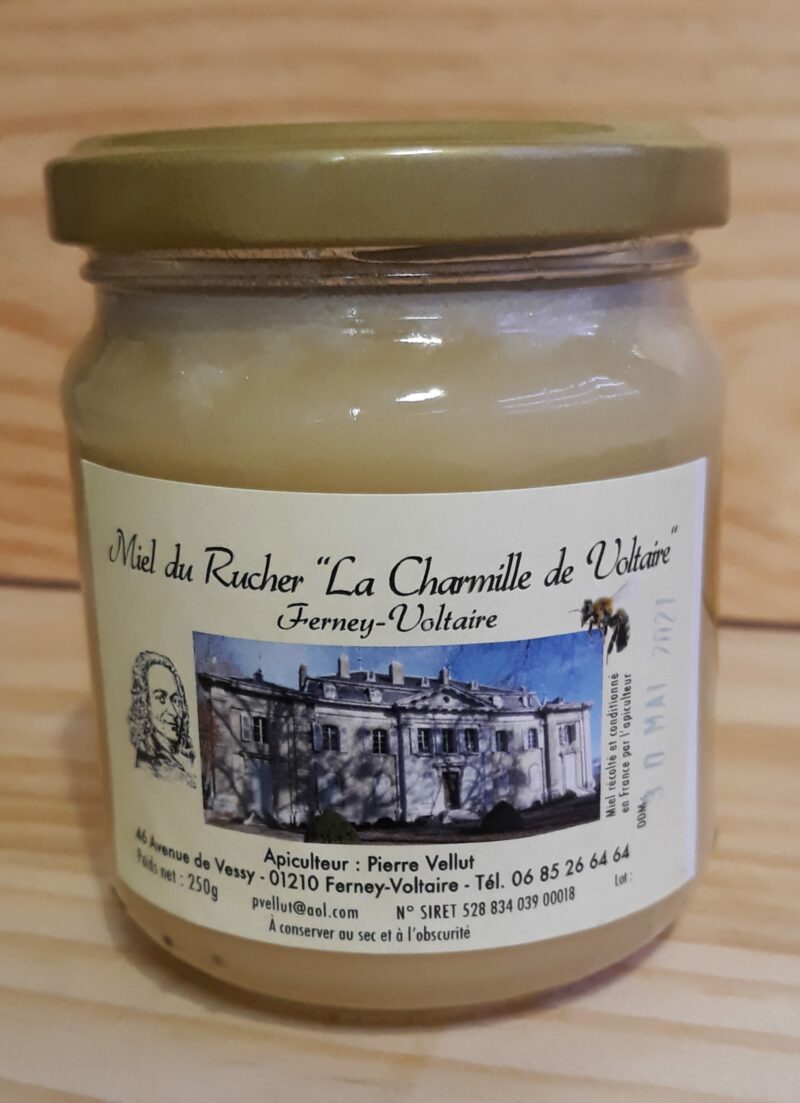 Miel du Rucher "La Charmille de Voltaire"
Ferney-Voltaire
Miel récolté et conditionné
en France par l'apiculteur
DDM
30 MAI 2021
Apiculteur : Pierre Vellut
46 Avenue de Vessy - 01210 Ferney-Voltaire - Tél. 06 85 26 64 64
Poids net : 250g
Lot :
pvellut@aol.com N° SIRET 528 834 039 00018
À conserver au sec et à l'obscurité